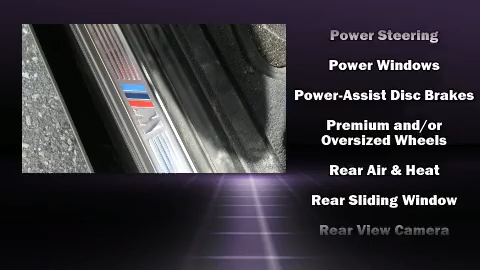 Power Steering
Power Windows
Power-Assist Disc Brakes
Premium and/or
Oversized Wheels
Rear Air & Heat
Rear Sliding Window
Rear View Camera